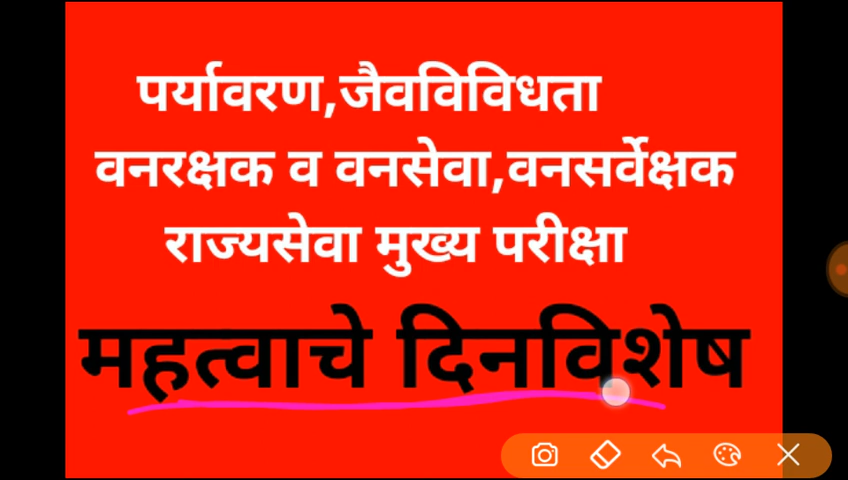 पर्यावरण,जैवविविधता
वनरक्षक व वनसेवा,वनसर्वेक्षक
राज्यसेवा मुख्य परीक्षा
महत्वाचे दिनविशेष